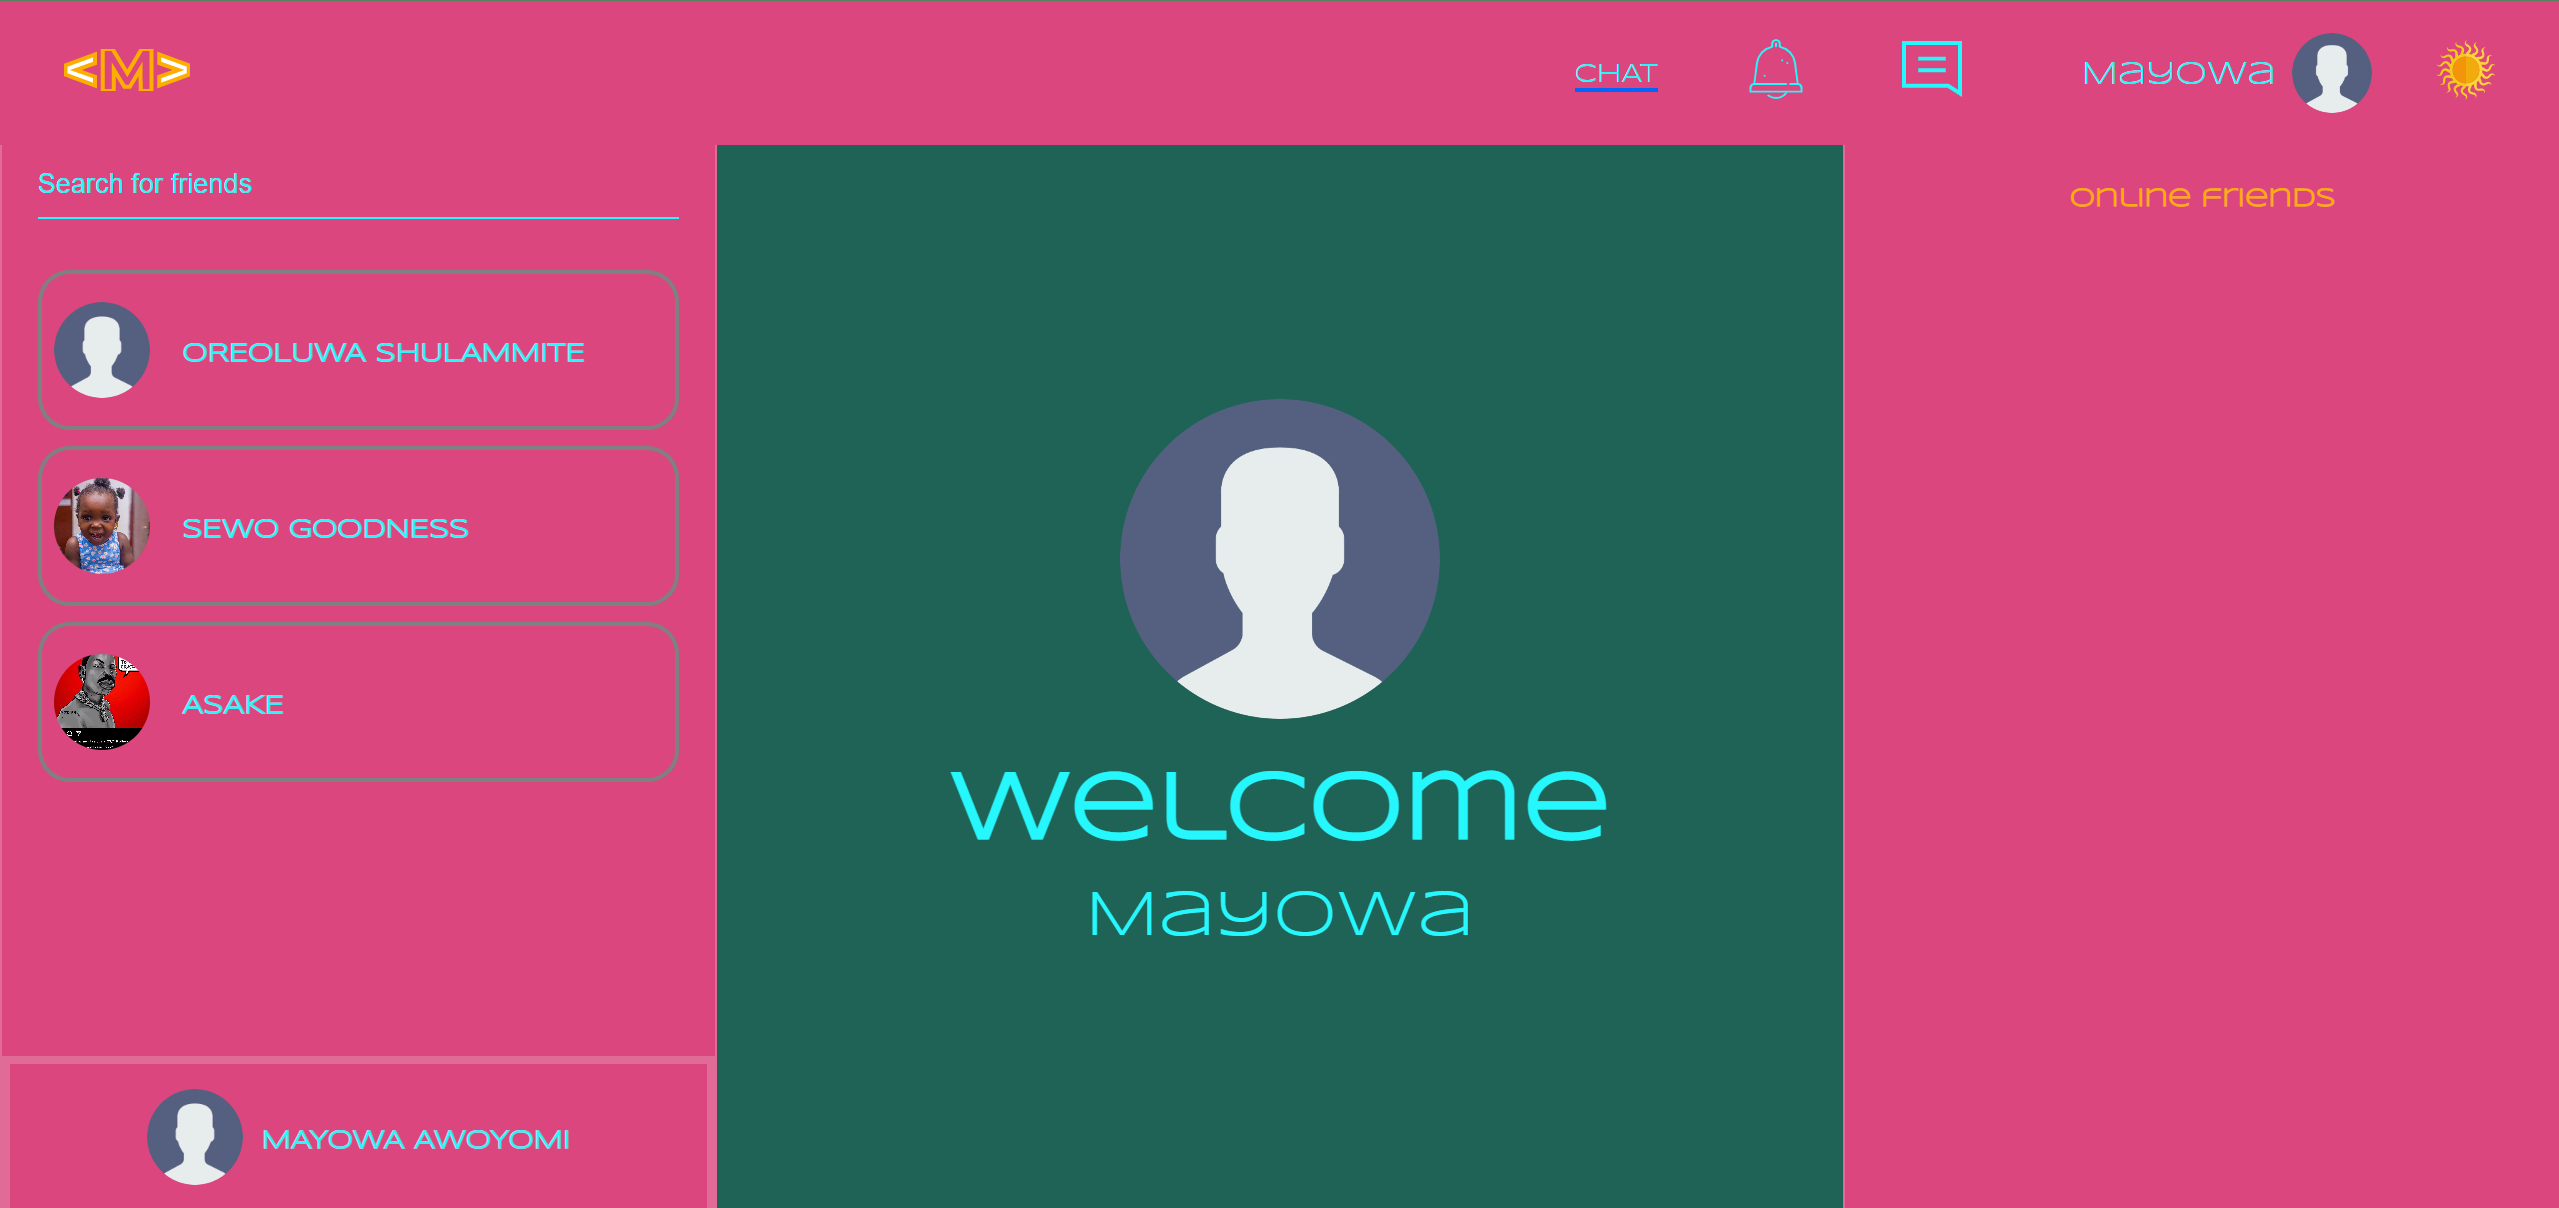 <M>
CHAT
Mayowa
Search for friends
Online Friends
OREOLUWA SHULAMMITE
SEWO GOODNESS
ASAKE
Welcome
Mayowa
MAYOWA AWOYOMI